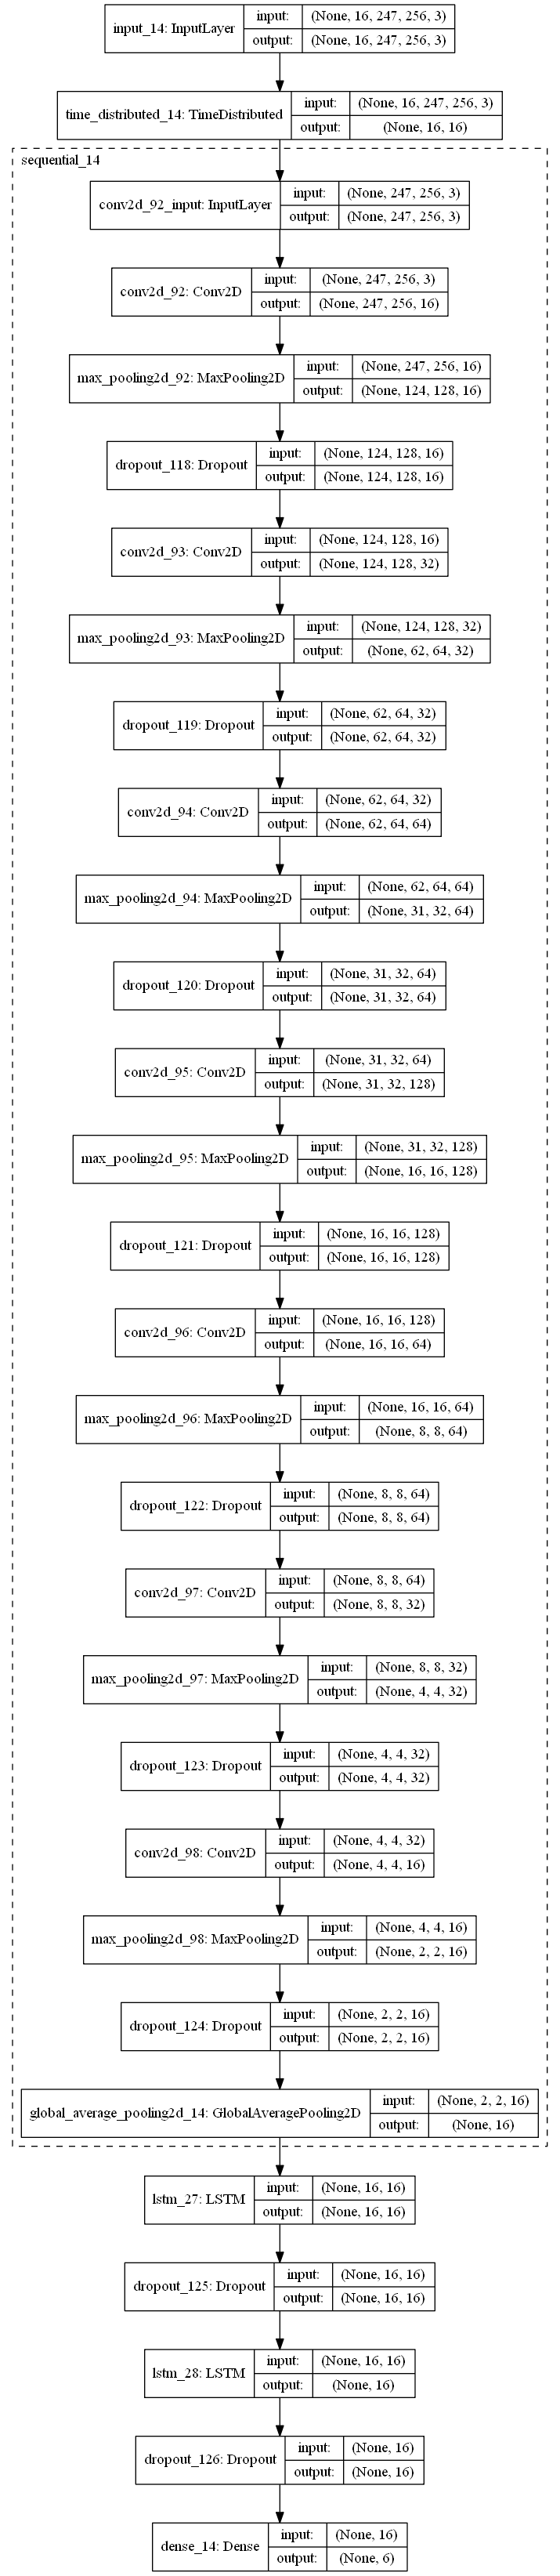 input_14: InputLayer
input: (None, 16, 247, 256, 3)
output: (None, 16, 247, 256, 3)
time_distributed_14: TimeDistributed
input: (None, 16, 247, 256, 3)
output: (None, 16, 16)
sequential_14
conv2d_92_input: InputLayer
input: (None, 247, 256, 3)
output: (None, 247, 256, 3)
conv2d_92: Conv2D
input: (None, 247, 256, 3)
output: (None, 247, 256, 16)
max_pooling2d_92: MaxPooling2D
input: (None, 247, 256, 16)
output: (None, 124, 128, 16)
dropout_118: Dropout
input: (None, 124, 128, 16)
output: (None, 124, 128, 16)
conv2d_93: Conv2D
input: (None, 124, 128, 16)
output: (None, 124, 128, 32)
max_pooling2d_93: MaxPooling2D
input: (None, 124, 128, 32)
output: (None, 62, 64, 32)
dropout_119: Dropout
input: (None, 62, 64, 32)
output: (None, 62, 64, 32)
conv2d_94: Conv2D
input: (None, 62, 64, 32)
output: (None, 62, 64, 64)
max_pooling2d_94: MaxPooling2D
input: (None, 62, 64, 64)
output: (None, 31, 32, 64)
dropout_120: Dropout
input: (None, 31, 32, 64)
output: (None, 31, 32, 64)
conv2d_95: Conv2D
input: (None, 31, 32, 64)
output: (None, 31, 32, 128)
max_pooling2d_95: MaxPooling2D
input: (None, 31, 32, 128)
output: (None, 16, 16, 128)
dropout_121: Dropout
input: (None, 16, 16, 128)
output: (None, 16, 16, 128)
conv2d_96: Conv2D
input: (None, 16, 16, 128)
output: (None, 16, 16, 64)
max_pooling2d_96: MaxPooling2D
input: (None, 16, 16, 64)
output: (None, 8, 8, 64)
dropout_122: Dropout
input: (None, 8, 8, 64)
output: (None, 8, 8, 64)
conv2d_97: Conv2D
input: (None, 8, 8, 64)
output: (None, 8, 8, 32)
max_pooling2d_97: MaxPooling2D
input: (None, 8, 8, 32)
output: (None, 4, 4, 32)
dropout_123: Dropout
input: (None, 4, 4, 32)
output: (None, 4, 4, 32)
conv2d_98: Conv2D
input: (None, 4, 4, 32)
output: (None, 4, 4, 16)
max_pooling2d_98: MaxPooling2D
input: (None, 4, 4, 16)
output: (None, 2, 2, 16)
dropout_124: Dropout
input: (None, 2, 2, 16)
output: (None, 2, 2, 16)
global_average_pooling2d_14: GlobalAveragePooling2D
input: (None, 2, 2, 16)
output: (None, 16)
lstm_27: LSTM
input: (None, 16, 16)
output: (None, 16, 16)
dropout_125: Dropout
input: (None, 16, 16)
output: (None, 16, 16)
lstm_28: LSTM
input: (None, 16, 16)
output: (None, 16)
dropout_126: Dropout
input: (None, 16)
output: (None, 16)
dense_14: Dense
input: (None, 16)
output: (None, 6)